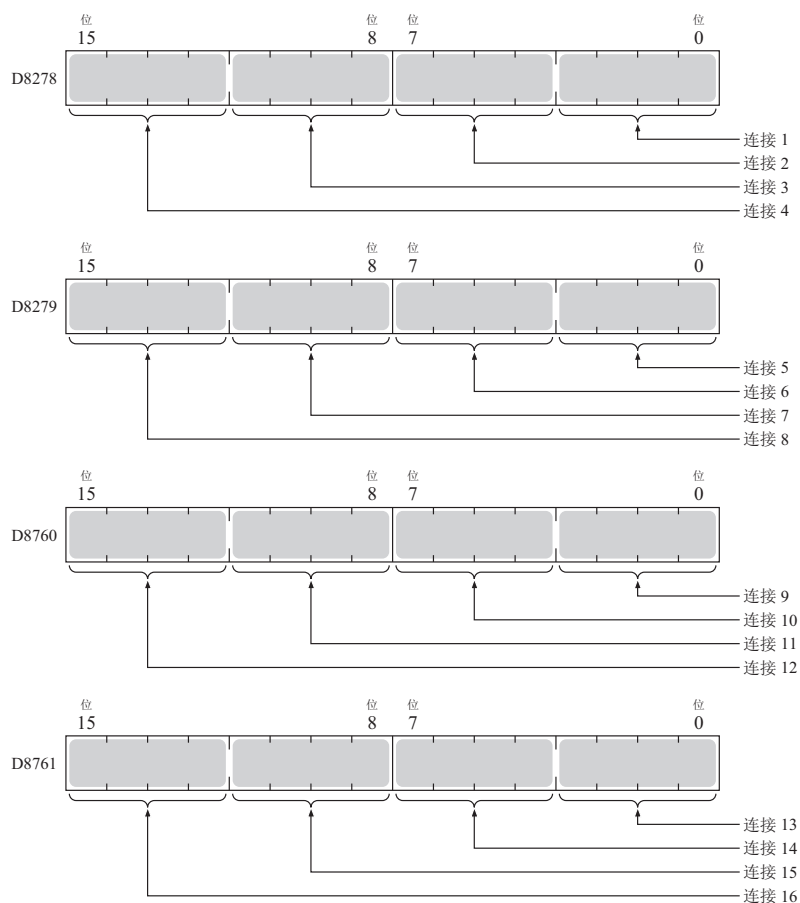 位 位 位 位
15 8 7 0
D8278
连接 1
连接 2
连接 3
连接 4
位 位 位 位
15 8 7 0
D8279
连接 5
连接 6
连接 7
连接 8
位 位 位 位
15 8 7 0
D8760
连接 9
连接 10
连接 11
连接 12
位 位 位 位
15 8 7 0
D8761
连接 13
连接 14
连接 15
连接 16